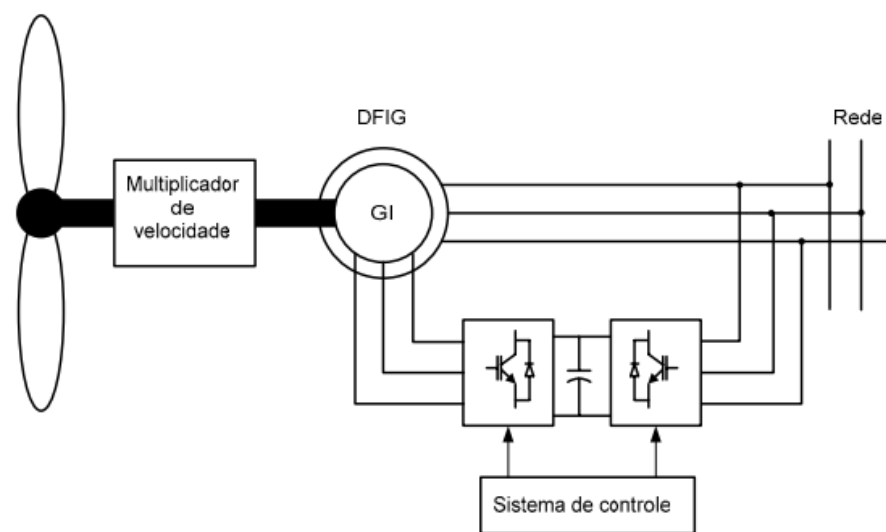 DFIG
Rede
Multiplicador
de
velocidade
GI
Sistema de controle